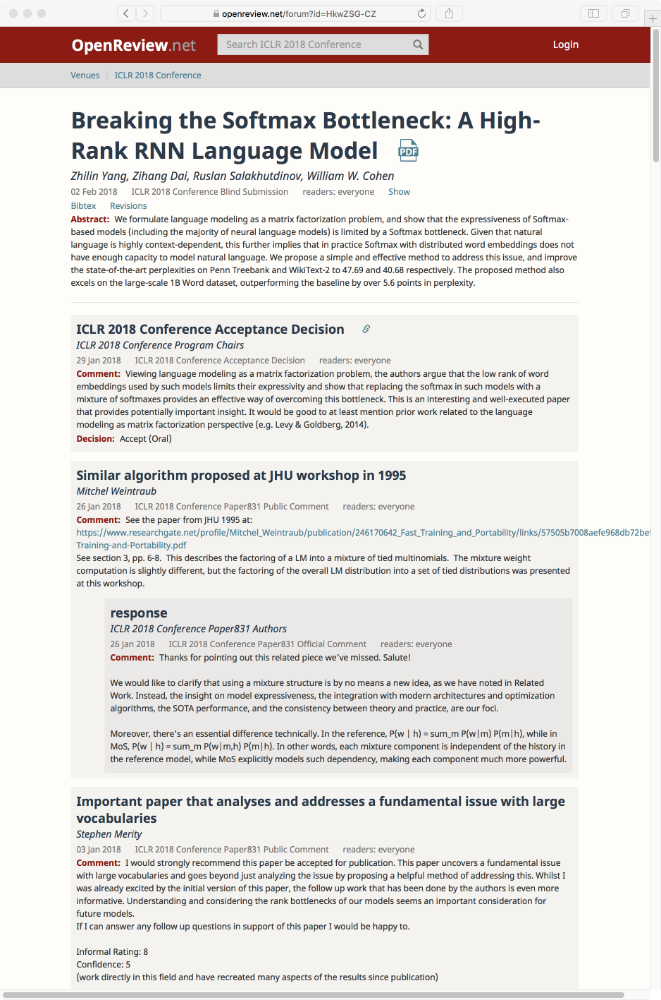 openreview.net/forum?id=HkwZSG-CZ
OpenReview.net
Search ICLR 2018 Conference
Login
Venues / ICLR 2018 Conference
Breaking the Softmax Bottleneck: A High-
Rank RNN Language Model PDF
Zhilin Yang, Zihang Dai, Ruslan Salakhutdinov, William W. Cohen
02 Feb 2018 ICLR 2018 Conference Blind Submission readers: everyone Show
Bibtex Revisions
Abstract: We formulate language modeling as a matrix factorization problem, and show that the expressiveness of Softmax-
based models (including the majority of neural language models) is limited by a Softmax bottleneck. Given that natural
language is highly context-dependent, this further implies that in practice Softmax with distributed word embeddings does not
have enough capacity to model natural language. We propose a simple and effective method to address this issue, and improve
the state-of-the-art perplexities on Penn Treebank and WikiText-2 to 47.69 and 40.68 respectively. The proposed method also
excels on the large-scale 1B Word dataset, outperforming the baseline by over 5.6 points in perplexity.
ICLR 2018 Conference Acceptance Decision
ICLR 2018 Conference Program Chairs
29 Jan 2018 ICLR 2018 Conference Acceptance Decision readers: everyone
Comment: Viewing language modeling as a matrix factorization problem, the authors argue that the low rank of word
embeddings used by such models limits their expressivity and show that replacing the softmax in such models with a
mixture of softmaxes provides an effective way of overcoming this bottleneck. This is an interesting and well-executed paper
that provides potentially important insight. It would be good to at least mention prior work related to the language
modeling as matrix factorization perspective (e.g. Levy & Goldberg, 2014).
Decision: Accept (Oral)
Similar algorithm proposed at JHU workshop in 1995
Mitchel Weintraub
26 Jan 2018 ICLR 2018 Conference Paper831 Public Comment readers: everyone
Comment: See the paper from JHU 1995 at:
https://www.researchgate.net/profile/Mitchel_Weintraub/publication/246170642_Fast_Training_and_Portability/links/57505b7008aefe968db72bef
Training-and-Portability.pdf
See section 3, pp. 6-8. This describes the factoring of a LM into a mixture of tied multinomials. The mixture weight
computation is slightly different, but the factoring of the overall LM distribution into a set of tied distributions was presented
at this workshop.
response
ICLR 2018 Conference Paper831 Authors
26 Jan 2018 ICLR 2018 Conference Paper831 Official Comment readers: everyone
Comment: Thanks for pointing out this related piece we've missed. Salute!
We would like to clarify that using a mixture structure is by no means a new idea, as we have noted in Related
Work. Instead, the insight on model expressiveness, the integration with modern architectures and optimization
algorithms, the SOTA performance, and the consistency between theory and practice, are our foci.
Moreover, there's an essential difference technically. In the reference, P(w | h) = sum_m P(w|m) P(m|h), while in
MoS, P(w | h) = sum_m P(w|m,h) P(m|h). In other words, each mixture component is independent of the history in
the reference model, while MoS explicitly models such dependency, making each component much more powerful.
Important paper that analyses and addresses a fundamental issue with large
vocabularies
Stephen Merity
03 Jan 2018 ICLR 2018 Conference Paper831 Public Comment readers: everyone
Comment: I would strongly recommend this paper be accepted for publication. This paper uncovers a fundamental issue
with large vocabularies and goes beyond just analyzing the issue by proposing a helpful method of addressing this. Whilst I
was already excited by the initial version of this paper, the follow up work that has been done by the authors is even more
informative. Understanding and considering the rank bottlenecks of our models seems an important consideration for
future models.
If I can answer any follow up questions in support of this paper I would be happy to.
Informal Rating: 8
Confidence: 5
(work directly in this field and have recreated many aspects of the results since publication)